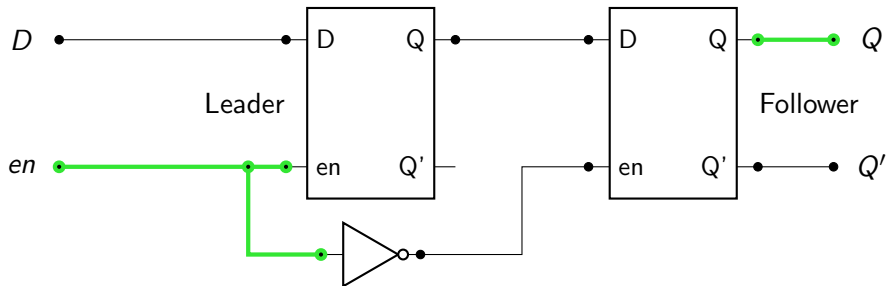 D D Q D Q Q
Leader Follower
en en Q' en Q' Q'